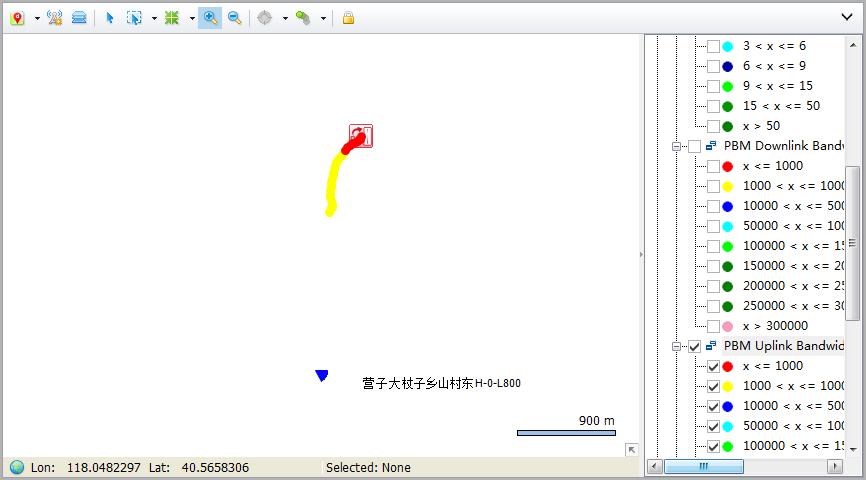 3 < x <= 6
6 < x <= 9
9 < x <= 15
15 < x <= 50
x > 50
PBM Downlink Bandw
x <= 1000
1000 < x <= 1000
10000 < x <= 500
50000 < x <= 100
100000 < x <= 15
150000 < x <= 20
200000 < x <= 25
250000 < x <= 30
x > 300000
PBM Uplink Bandwid
x <= 1000
1000 < x <= 1000
10000 < x <= 500
50000 < x <= 100
100000 < x <= 15
营子大杖子乡山村东H-0-L800
900 m
Lon: 118.0482297 Lat: 40.5658306
Selected: None